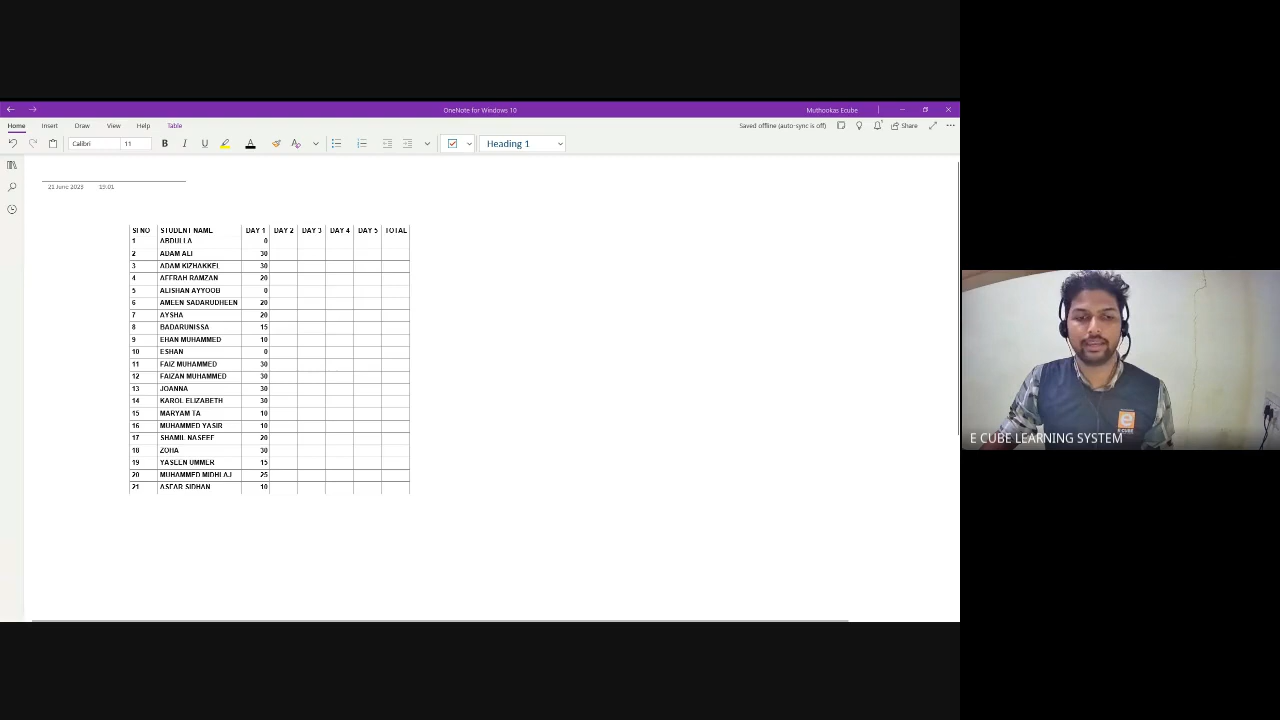 OneNote for Windows 10
Muthookas Ecube
Home Insert Draw View Help Table
Saved offline (auto-sync is off) Share
Calibri 11 B I U A Heading 1
21 June 2023 19:01
SI NO STUDENT NAME DAY 1 DAY 2 DAY 3 DAY 4 DAY 5 TOTAL
1 ABDULLA 0
2 ADAM ALI 30
3 ADAM KIZHAKKEL 30
4 AFFRAH RAMZAN 20
5 ALISHAN AYYOOB 0
6 AMEEN SADARUDHEEN 20
7 AYSHA 20
8 BADARUNISSA 15
9 EHAN MUHAMMED 10
10 ESHAN 0
11 FAIZ MUHAMMED 30
12 FAIZAN MUHAMMED 30
13 JOANNA 30
14 KAROL ELIZABETH 30
15 MARYAM TA 10
16 MUHAMMED YASIR 10
17 SHAMIL NASEEF 20
18 ZOHA 30
19 YASEEN UMMER 15
20 MUHAMMED MIDHLAJ 25
21 ASFAR SIDHAN 10
E CUBE
E CUBE LEARNING SYSTEM